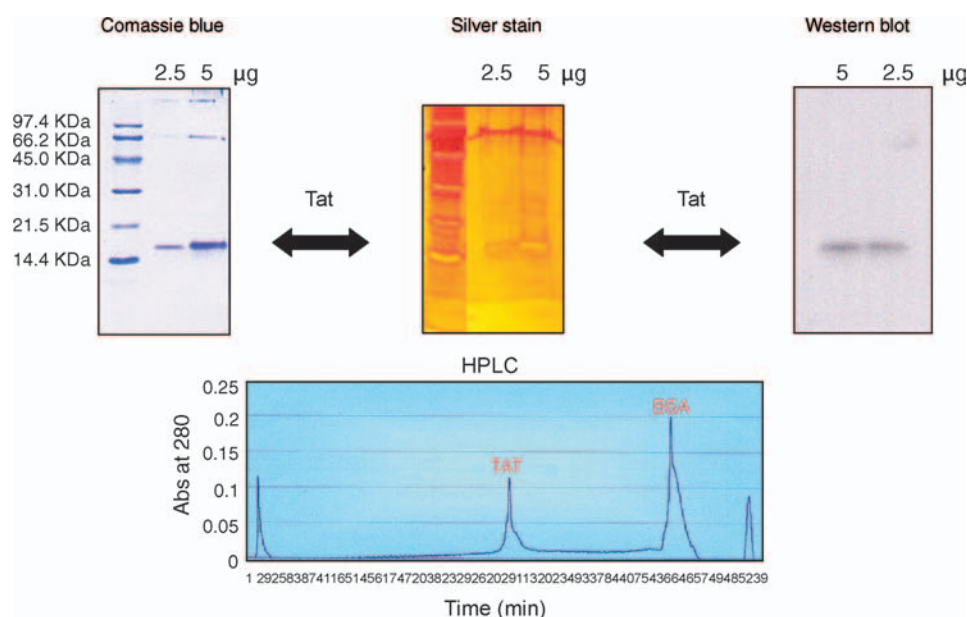 Comassie blue
Silver stain
Western blot
2.5 5 µg
2.5 5 µg
5 2.5 µg
97.4 KDa
66.2 KDa
45.0 KDa
31.0 KDa
21.5 KDa
14.4 KDa
Tat
Tat
HPLC
Abs at 280
0.25
0.2
0.15
0.1
0.05
0
TAT
BSA
1 29258387411651456174720382329262029113202349337844075436646574948523 9
Time (min)